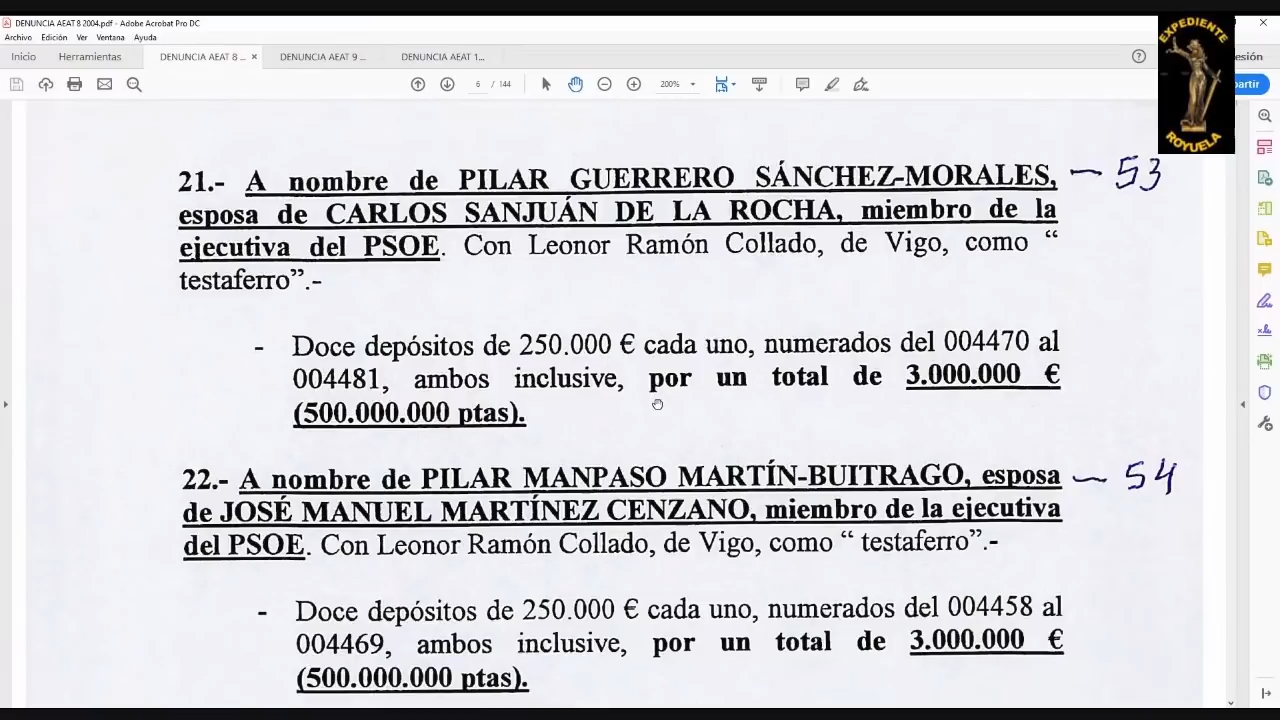 DENUNCIA AEAT 8 2004.pdf - Adobe Acrobat Pro DC
Archivo Edición Ver Ventana Ayuda
Inicio Herramientas DENUNCIA AEAT 8 ... × DENUNCIA AEAT 9 ... DENUNCIA AEAT 1... esión
6 / 144 200% artir
EXPEDIENTE
ROYUELA
21.- A nombre de PILAR GUERRERO SÁNCHEZ-MORALES, — 53
esposa de CARLOS SANJUÁN DE LA ROCHA, miembro de la
ejecutiva del PSOE. Con Leonor Ramón Collado, de Vigo, como “
testaferro”.-
- Doce depósitos de 250.000 € cada uno, numerados del 004470 al
004481, ambos inclusive, por un total de 3.000.000 €
(500.000.000 ptas).
22.- A nombre de PILAR MANPASO MARTÍN-BUITRAGO, esposa — 54
de JOSÉ MANUEL MARTÍNEZ CENZANO, miembro de la ejecutiva
del PSOE. Con Leonor Ramón Collado, de Vigo, como “ testaferro”.-
- Doce depósitos de 250.000 € cada uno, numerados del 004458 al
004469, ambos inclusive, por un total de 3.000.000 €
(500.000.000 ptas).